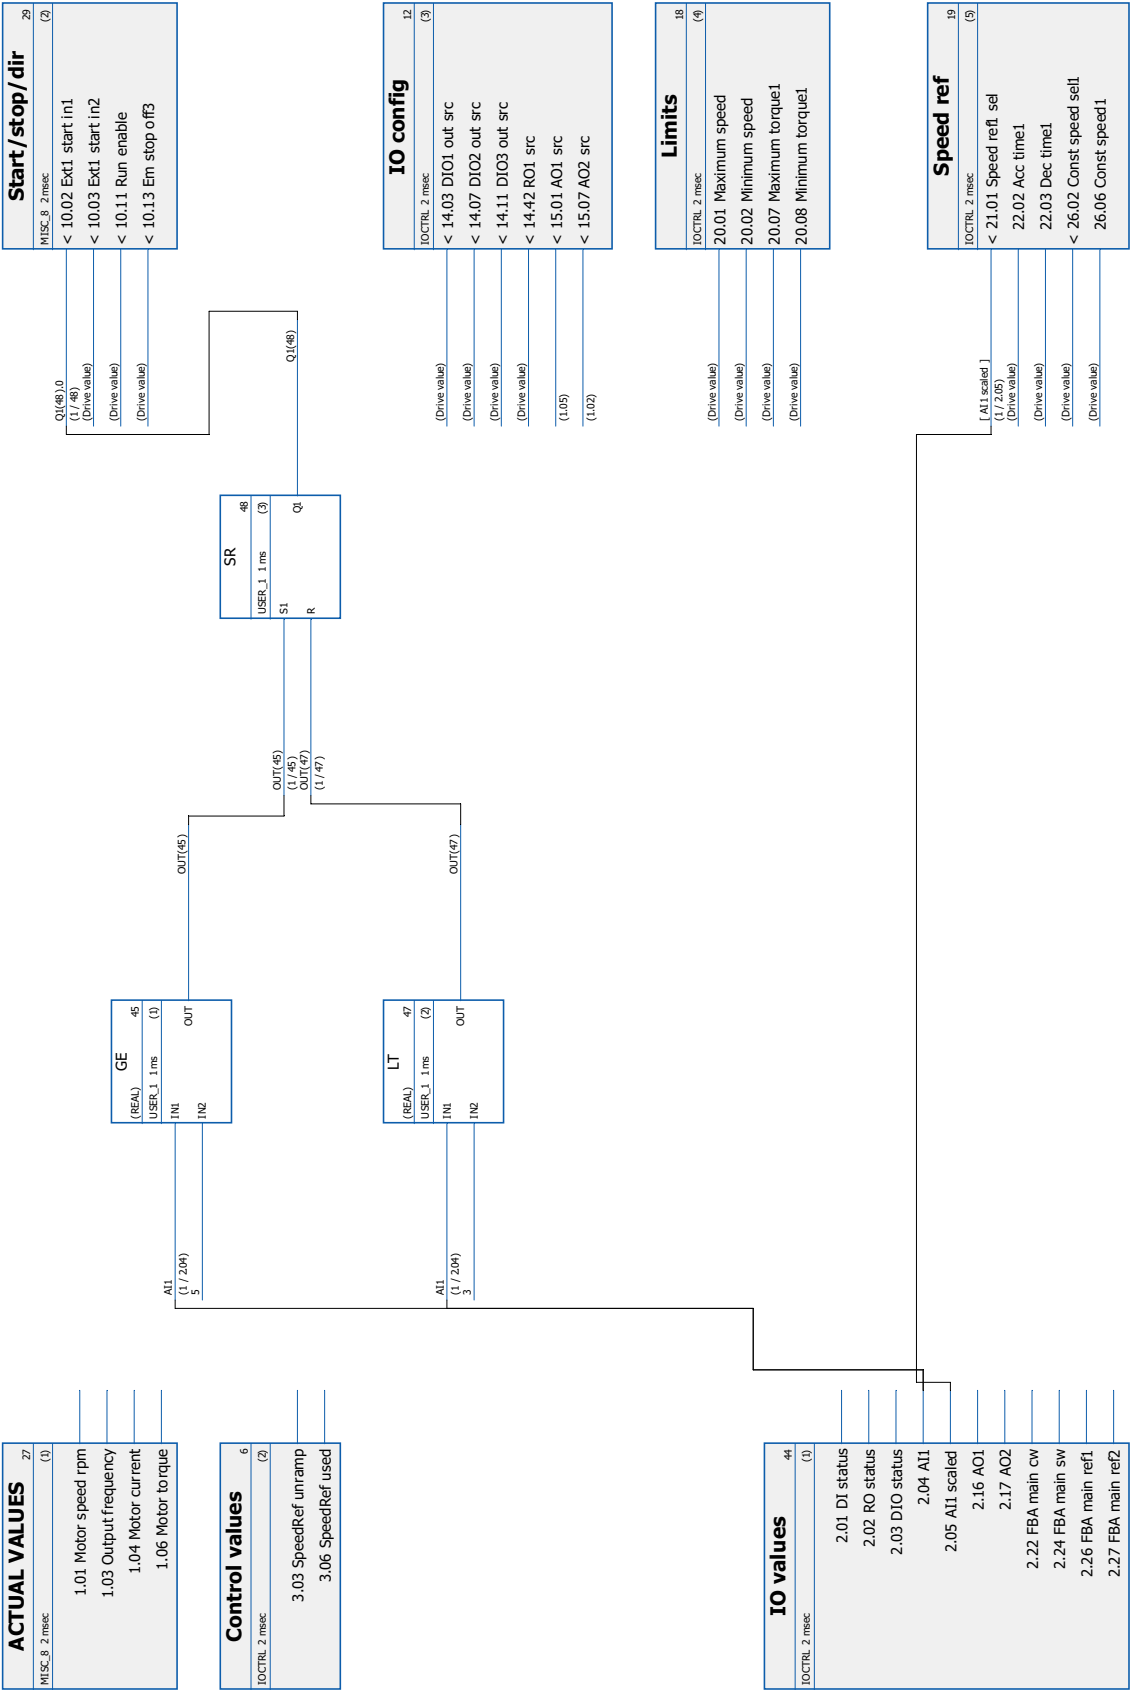 ACTUAL VALUES
27
MISC_8 2 msec
(1)
1.01 Motor speed rpm
1.03 Output frequency
1.04 Motor current
1.06 Motor torque
Control values
6
IOCTRL 2 msec
(2)
3.03 SpeedRef unramp
3.06 SpeedRef used
IO values
44
IOCTRL 2 msec
(1)
2.01 DI status
2.02 RO status
2.03 DIO status
2.04 AI1
2.05 AI1 scaled
2.16 AO1
2.17 AO2
2.22 FBA main cw
2.24 FBA main sw
2.26 FBA main ref1
2.27 FBA main ref2
AI1
(1 / 2.04)
5
GE
(REAL)
45
USER_1 1 ms
(1)
IN1
OUT
IN2
OUT(45)
AI1
(1 / 2.04)
3
LT
(REAL)
47
USER_1 1 ms
(2)
IN1
OUT
IN2
OUT(47)
OUT(45)
(1 / 45)
OUT(47)
(1 / 47)
SR
48
USER_1 1 ms
(3)
S1
Q1
R
Q1(48)
Q1(48).0
(1 / 48)
(Drive value)
(Drive value)
(Drive value)
Start/stop/dir
29
MISC_8 2 msec
(2)
< 10.02 Ext1 start in1
< 10.03 Ext1 start in2
< 10.11 Run enable
< 10.13 Em stop off3
(Drive value)
(Drive value)
(Drive value)
(Drive value)
(1.05)
(1.02)
IO config
12
IOCTRL 2 msec
(3)
< 14.03 DIO1 out src
< 14.07 DIO2 out src
< 14.11 DIO3 out src
< 14.42 RO1 src
< 15.01 AO1 src
< 15.07 AO2 src
(Drive value)
(Drive value)
(Drive value)
(Drive value)
Limits
18
IOCTRL 2 msec
(4)
20.01 Maximum speed
20.02 Minimum speed
20.07 Maximum torque1
20.08 Minimum torque1
[ AI1 scaled ]
(1 / 2.05)
(Drive value)
(Drive value)
(Drive value)
(Drive value)
Speed ref
19
IOCTRL 2 msec
(5)
< 21.01 Speed ref1 sel
22.02 Acc time1
22.03 Dec time1
< 26.02 Const speed sel1
26.06 Const speed1